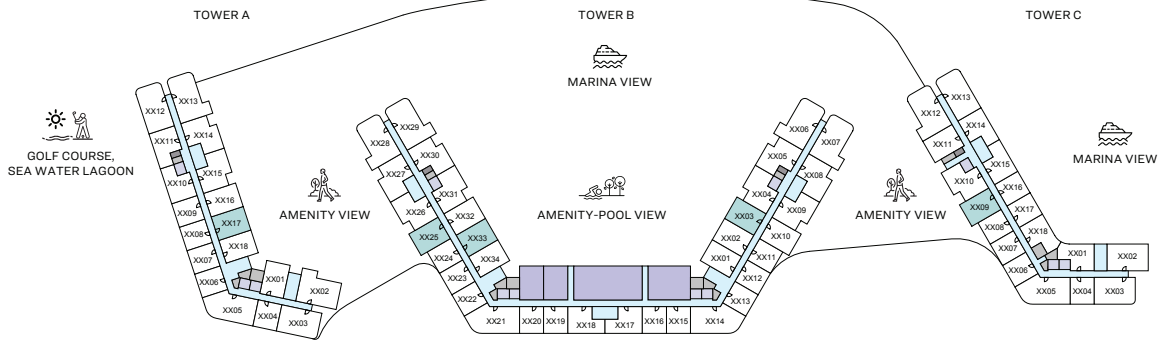 TOWER A
TOWER B
TOWER C
MARINA VIEW
GOLF COURSE,
SEA WATER LAGOON
AMENITY VIEW
AMENITY-POOL VIEW
AMENITY VIEW
MARINA VIEW
XX12
XX13
XX11
XX14
XX10
XX15
XX09
XX16
XX08
XX17
XX07
XX18
XX06
XX01
XX02
XX05
XX04
XX03
XX29
XX28
XX30
XX27
XX31
XX26
XX32
XX25
XX33
XX24
XX34
XX23
XX22
XX21
XX20
XX19
XX18
XX17
XX16
XX15
XX14
XX13
XX12
XX11
XX01
XX10
XX02
XX09
XX03
XX04
XX08
XX05
XX07
XX06
XX13
XX12
XX14
XX11
XX15
XX10
XX16
XX09
XX17
XX08
XX18
XX07
XX06
XX01
XX02
XX05
XX04
XX03